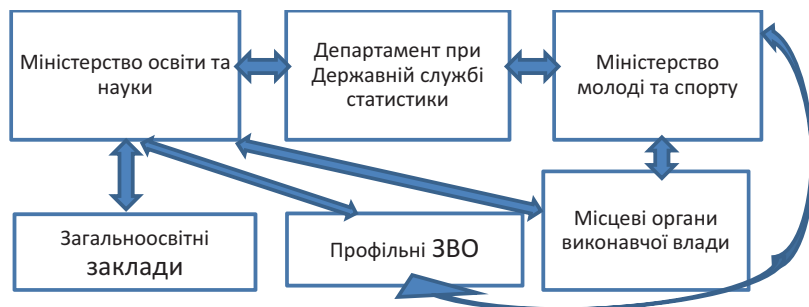 Міністерство освіти та
науки
Департамент при
Державній службі
статистики
Міністерство
молоді та спорту
Загальноосвітні
заклади
Профільні ЗВО
Місцеві органи
виконавчої влади